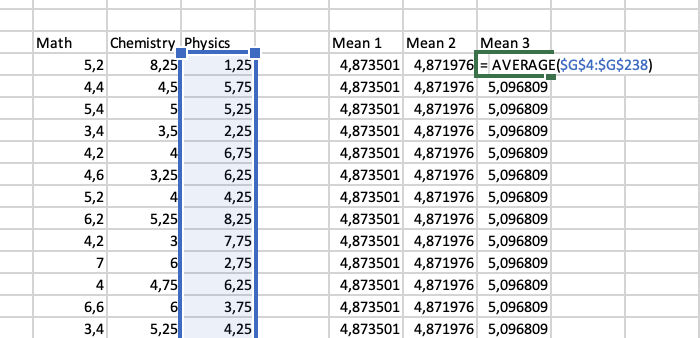 Math Chemistry Physics Mean 1 Mean 2 Mean 3
5,2 8,25 1,25 4,873501 4,871976 = AVERAGE($G$4:$G$238)
4,4 4,5 5,75 4,873501 4,871976 5,096809
5,4 5 5,25 4,873501 4,871976 5,096809
3,4 3,5 2,25 4,873501 4,871976 5,096809
4,2 4 6,75 4,873501 4,871976 5,096809
4,6 3,25 6,25 4,873501 4,871976 5,096809
5,2 4 4,25 4,873501 4,871976 5,096809
6,2 5,25 8,25 4,873501 4,871976 5,096809
4,2 3 7,75 4,873501 4,871976 5,096809
7 6 2,75 4,873501 4,871976 5,096809
4 4,75 6,25 4,873501 4,871976 5,096809
6,6 6 3,75 4,873501 4,871976 5,096809
3,4 5,25 4,25 4,873501 4,871976 5,096809